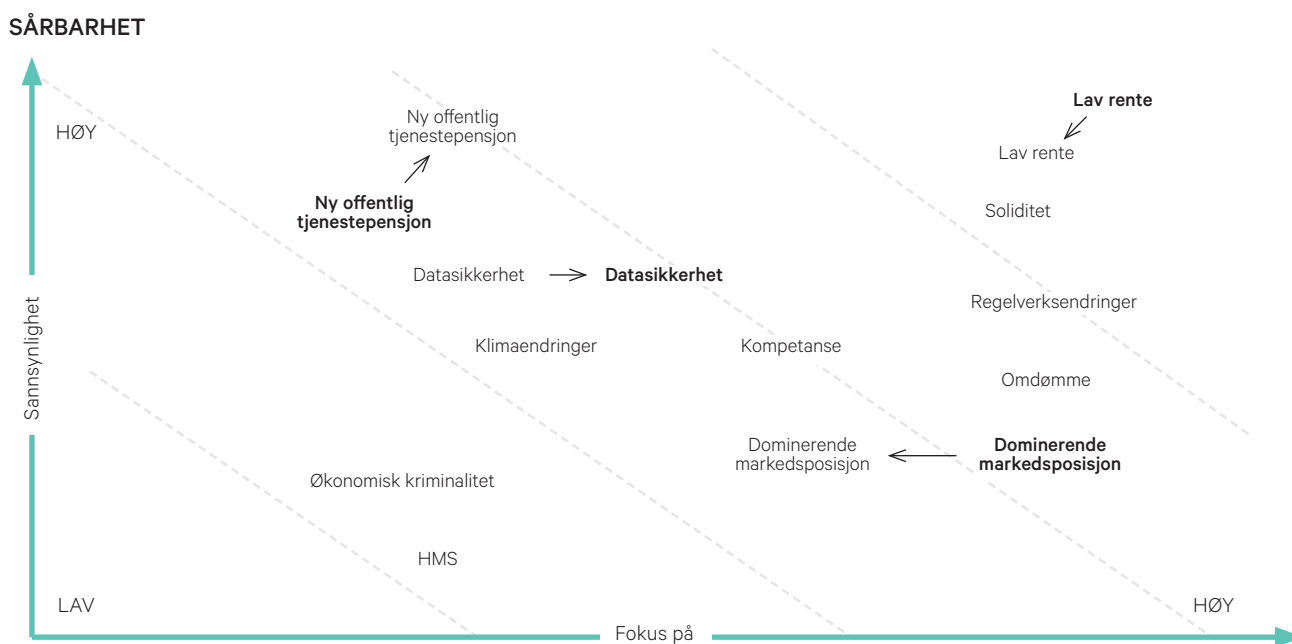 SÅRBARHET
HØY
Ny offentlig
tjenestepensjon
Lav rente
Lav rente
Ny offentlig
tjenestepensjon
Soliditet
Datasikkerhet
Datasikkerhet
Regelverksendringer
Sannsynlighet
Klimaendringer
Kompetanse
Omdømme
Dominerende
markedsposisjon
Dominerende
markedsposisjon
Økonomisk kriminalitet
HMS
LAV
HØY
Fokus på